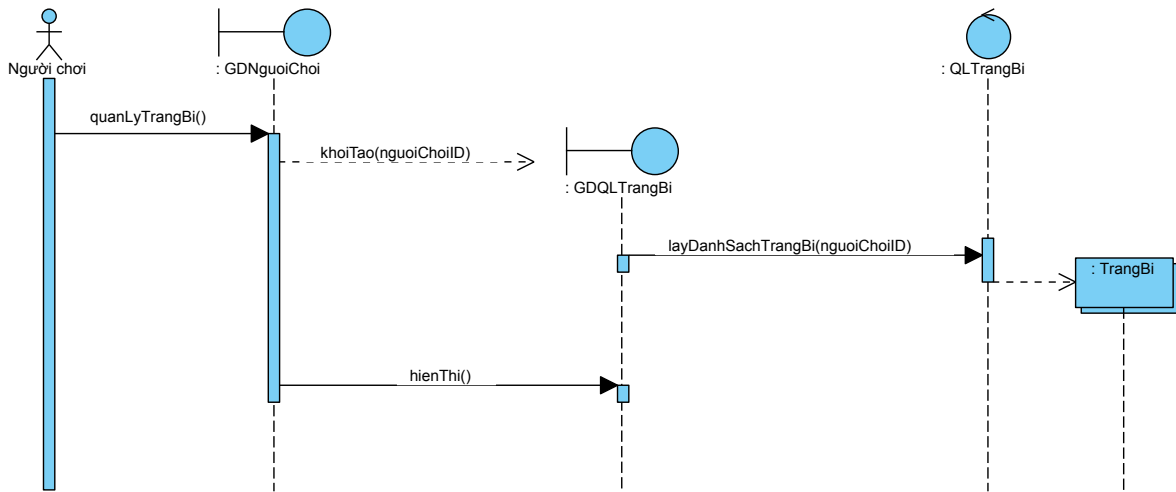 Người chơi
: GDNguoiChoi
: QLTrangBi
quanLyTrangBi()
khoiTao(nguoiChoiID)
: GDQLTrangBi
layDanhSachTrangBi(nguoiChoiID)
: TrangBi
hienThi()